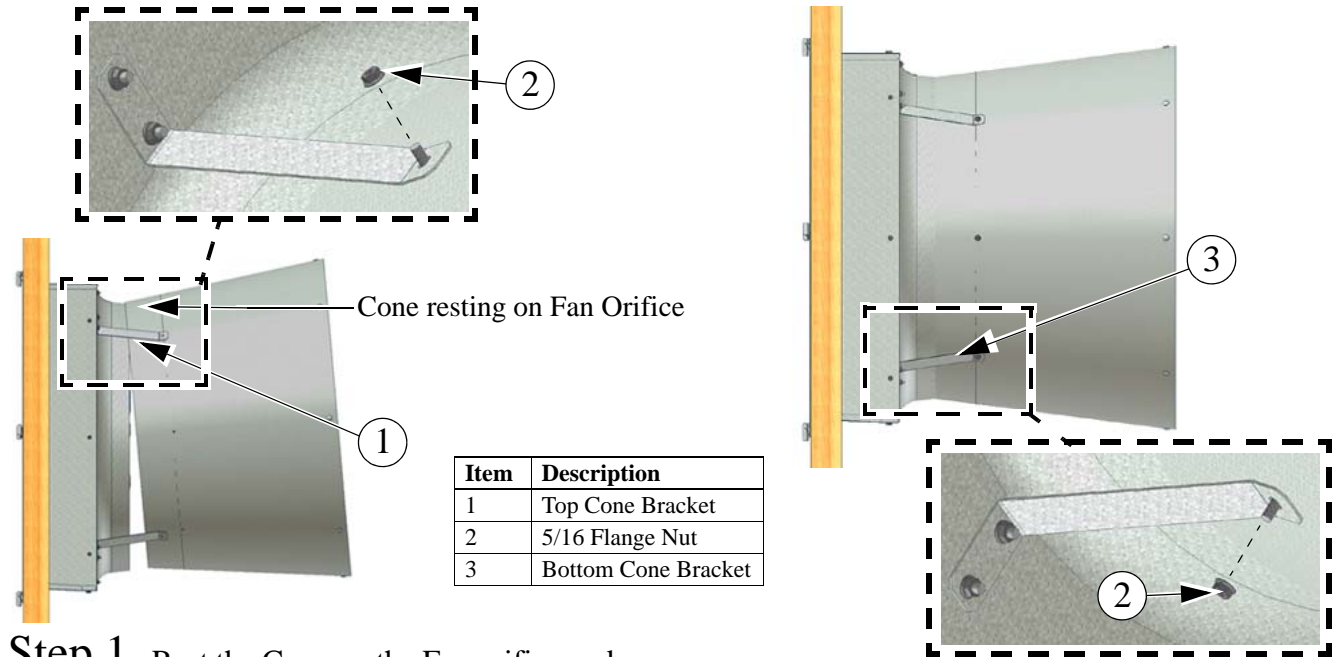 2
Cone resting on Fan Orifice
1
3
Item Description
1 Top Cone Bracket
2 5/16 Flange Nut
3 Bottom Cone Bracket
2
Step 1